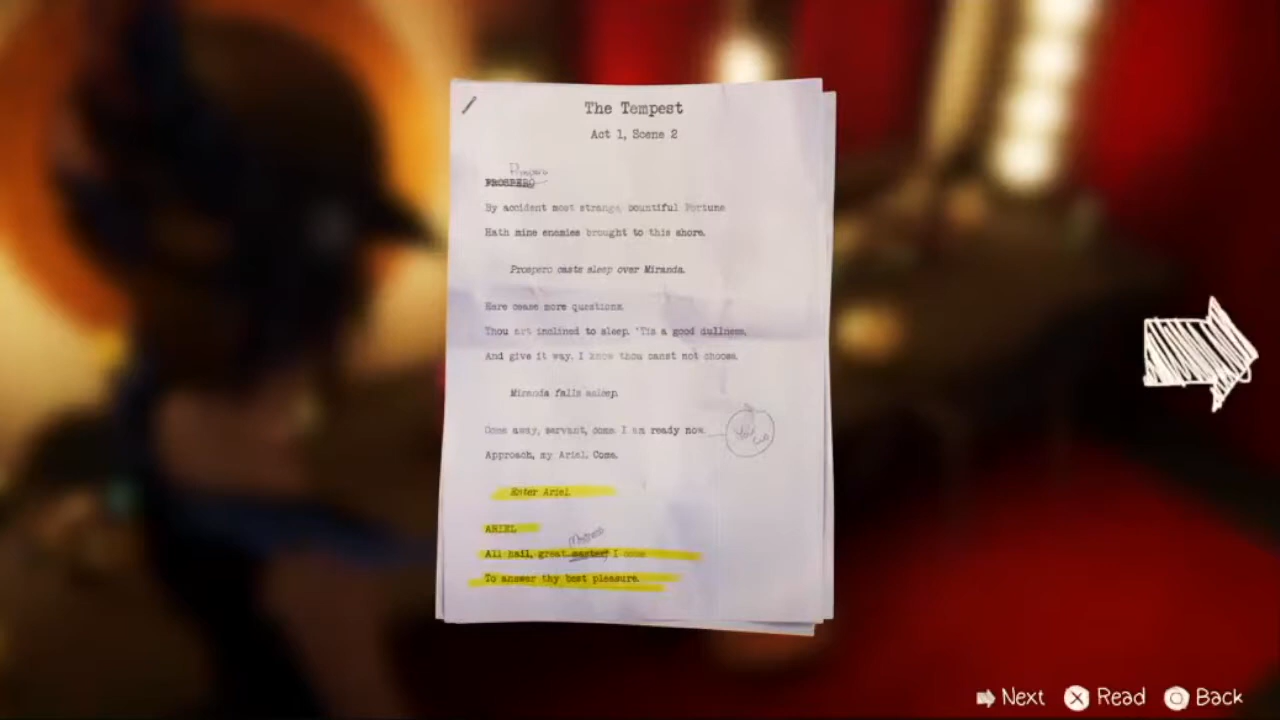 The Tempest
Act 1, Scene 2
Prospera
PROSPERO
By accident most strange, bountiful Fortune
Hath mine enemies brought to this shore.
Prospero casts sleep over Miranda.
Here cease more questions.
Thou art inclined to sleep. 'Tis a good dullness,
And give it way. I know thou canst not choose.
Miranda falls asleep.
Come away, servant, come. I am ready now.
Approach, my Ariel. Come.
Enter Ariel.
ARIEL
Mistress
All hail, great master, I come
To answer thy best pleasure.
Next Read Back